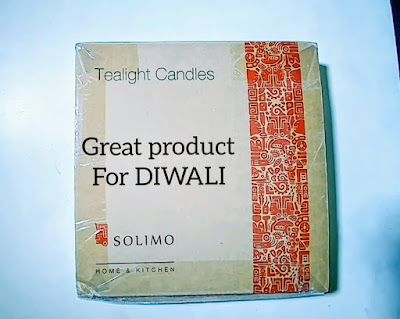 Tealight Candles
Great product
For DIWALI
SOLIMO
HOME & KITCHEN